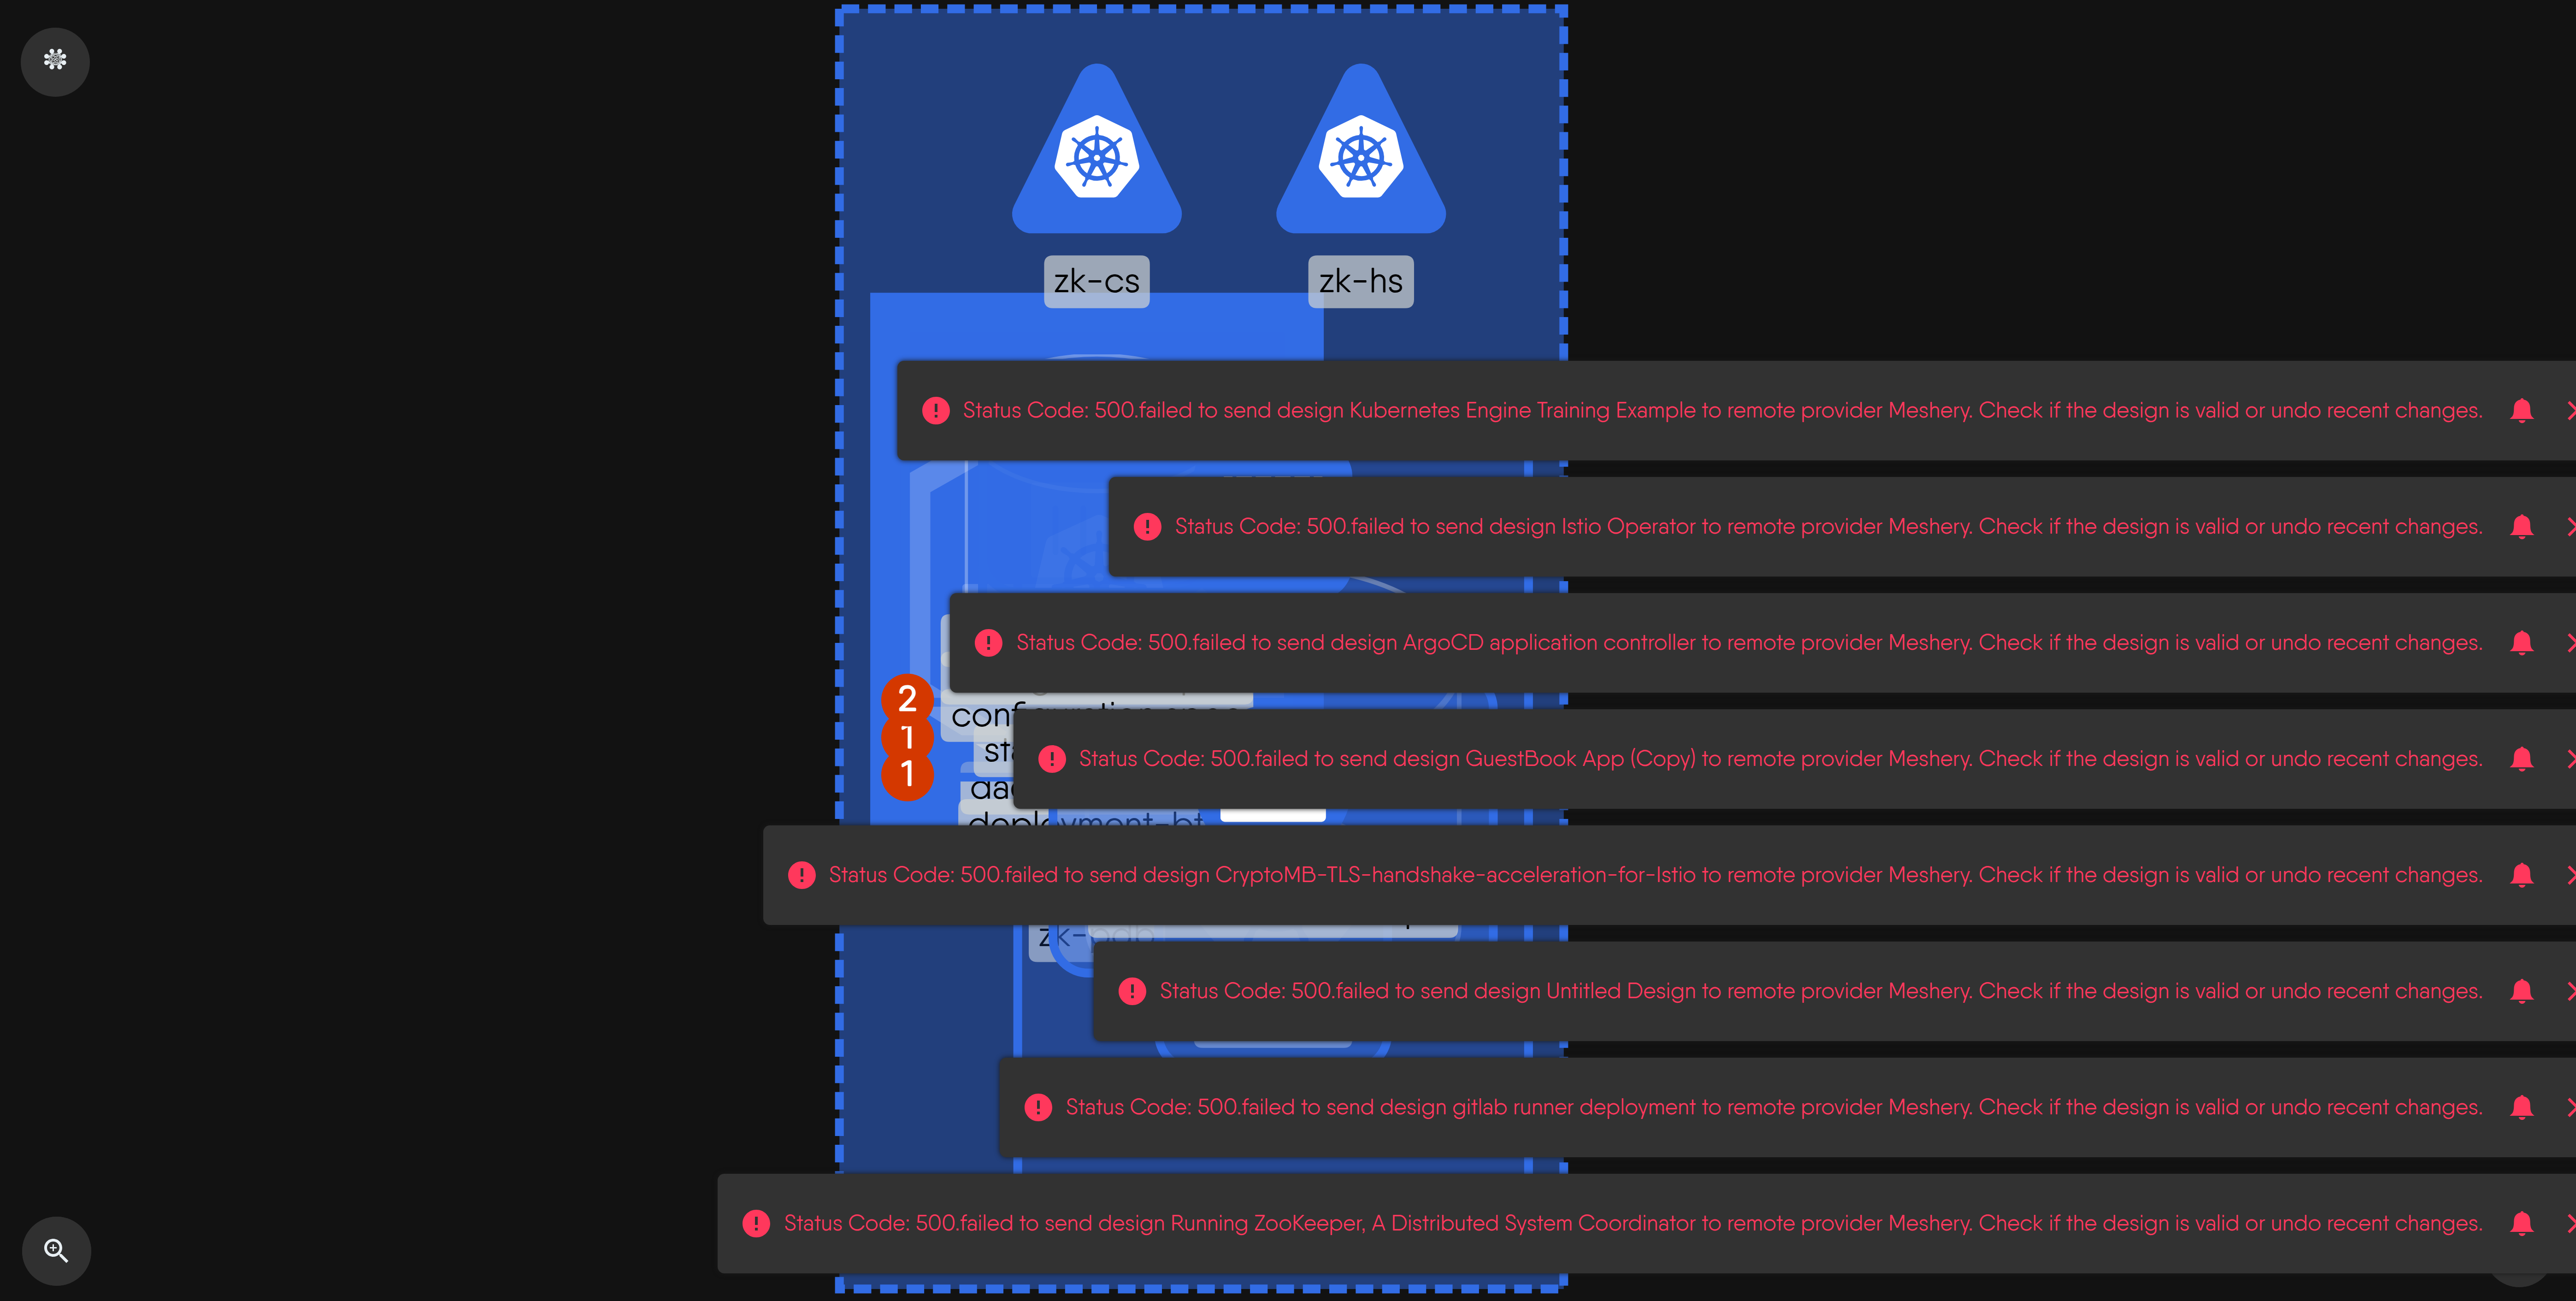 zk-cs
zk-hs
Status Code: 500.failed to send design Kubernetes Engine Training Example to remote provider Meshery. Check if the design is valid or undo recent changes.
Status Code: 500.failed to send design Istio Operator to remote provider Meshery. Check if the design is valid or undo recent changes.
Status Code: 500.failed to send design ArgoCD application controller to remote provider Meshery. Check if the design is valid or undo recent changes.
2
1
1
Status Code: 500.failed to send design GuestBook App (Copy) to remote provider Meshery. Check if the design is valid or undo recent changes.
deployment-bt
Status Code: 500.failed to send design CryptoMB-TLS-handshake-acceleration-for-Istio to remote provider Meshery. Check if the design is valid or undo recent changes.
zk-pdb
Status Code: 500.failed to send design Untitled Design to remote provider Meshery. Check if the design is valid or undo recent changes.
Status Code: 500.failed to send design gitlab runner deployment to remote provider Meshery. Check if the design is valid or undo recent changes.
Status Code: 500.failed to send design Running ZooKeeper, A Distributed System Coordinator to remote provider Meshery. Check if the design is valid or undo recent changes.